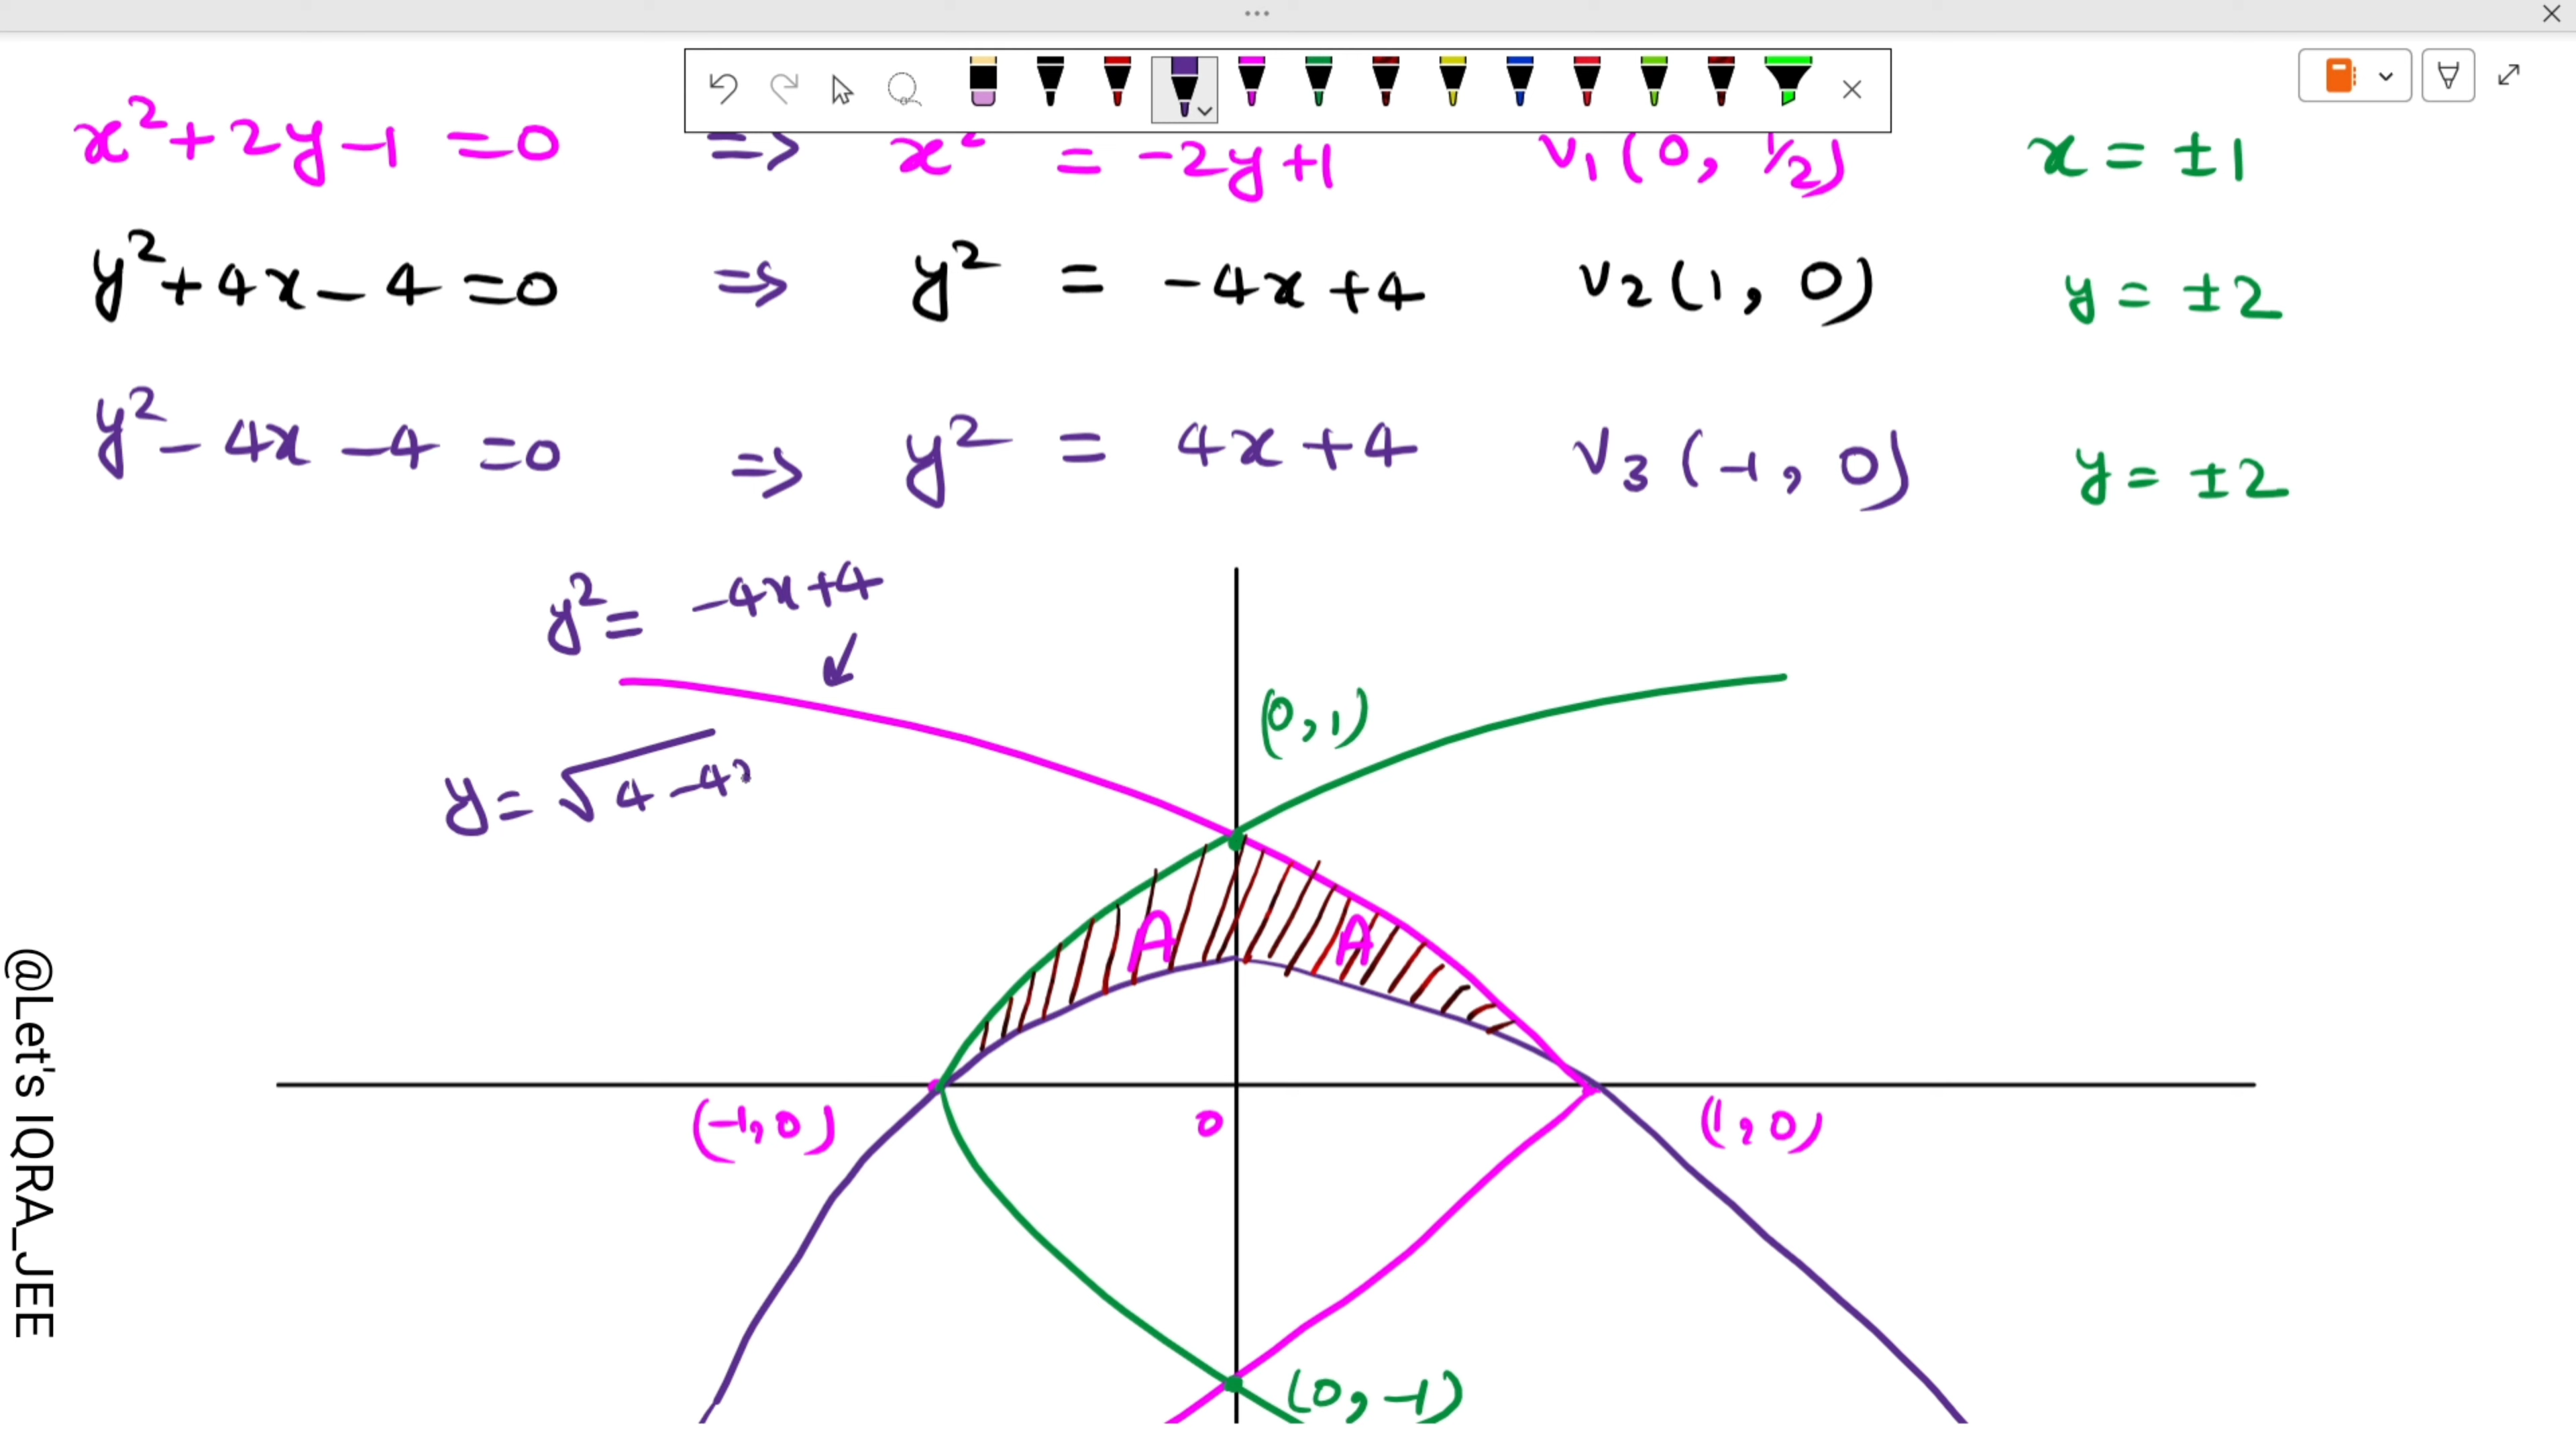 x²+2y-1=0 => x² = -2y+1 V1(0, 1/2) x = ±1
y²+4x-4=0 => y² = -4x+4 V2(1, 0) y = ±2
y²-4x-4=0 => y² = 4x+4 V3(-1, 0) y = ±2
y² = -4x+4
(0,1)
y = √4-4x
A A
(-1,0) 0 (1,0)
(0,-1)
@Let's IQRA_JEE